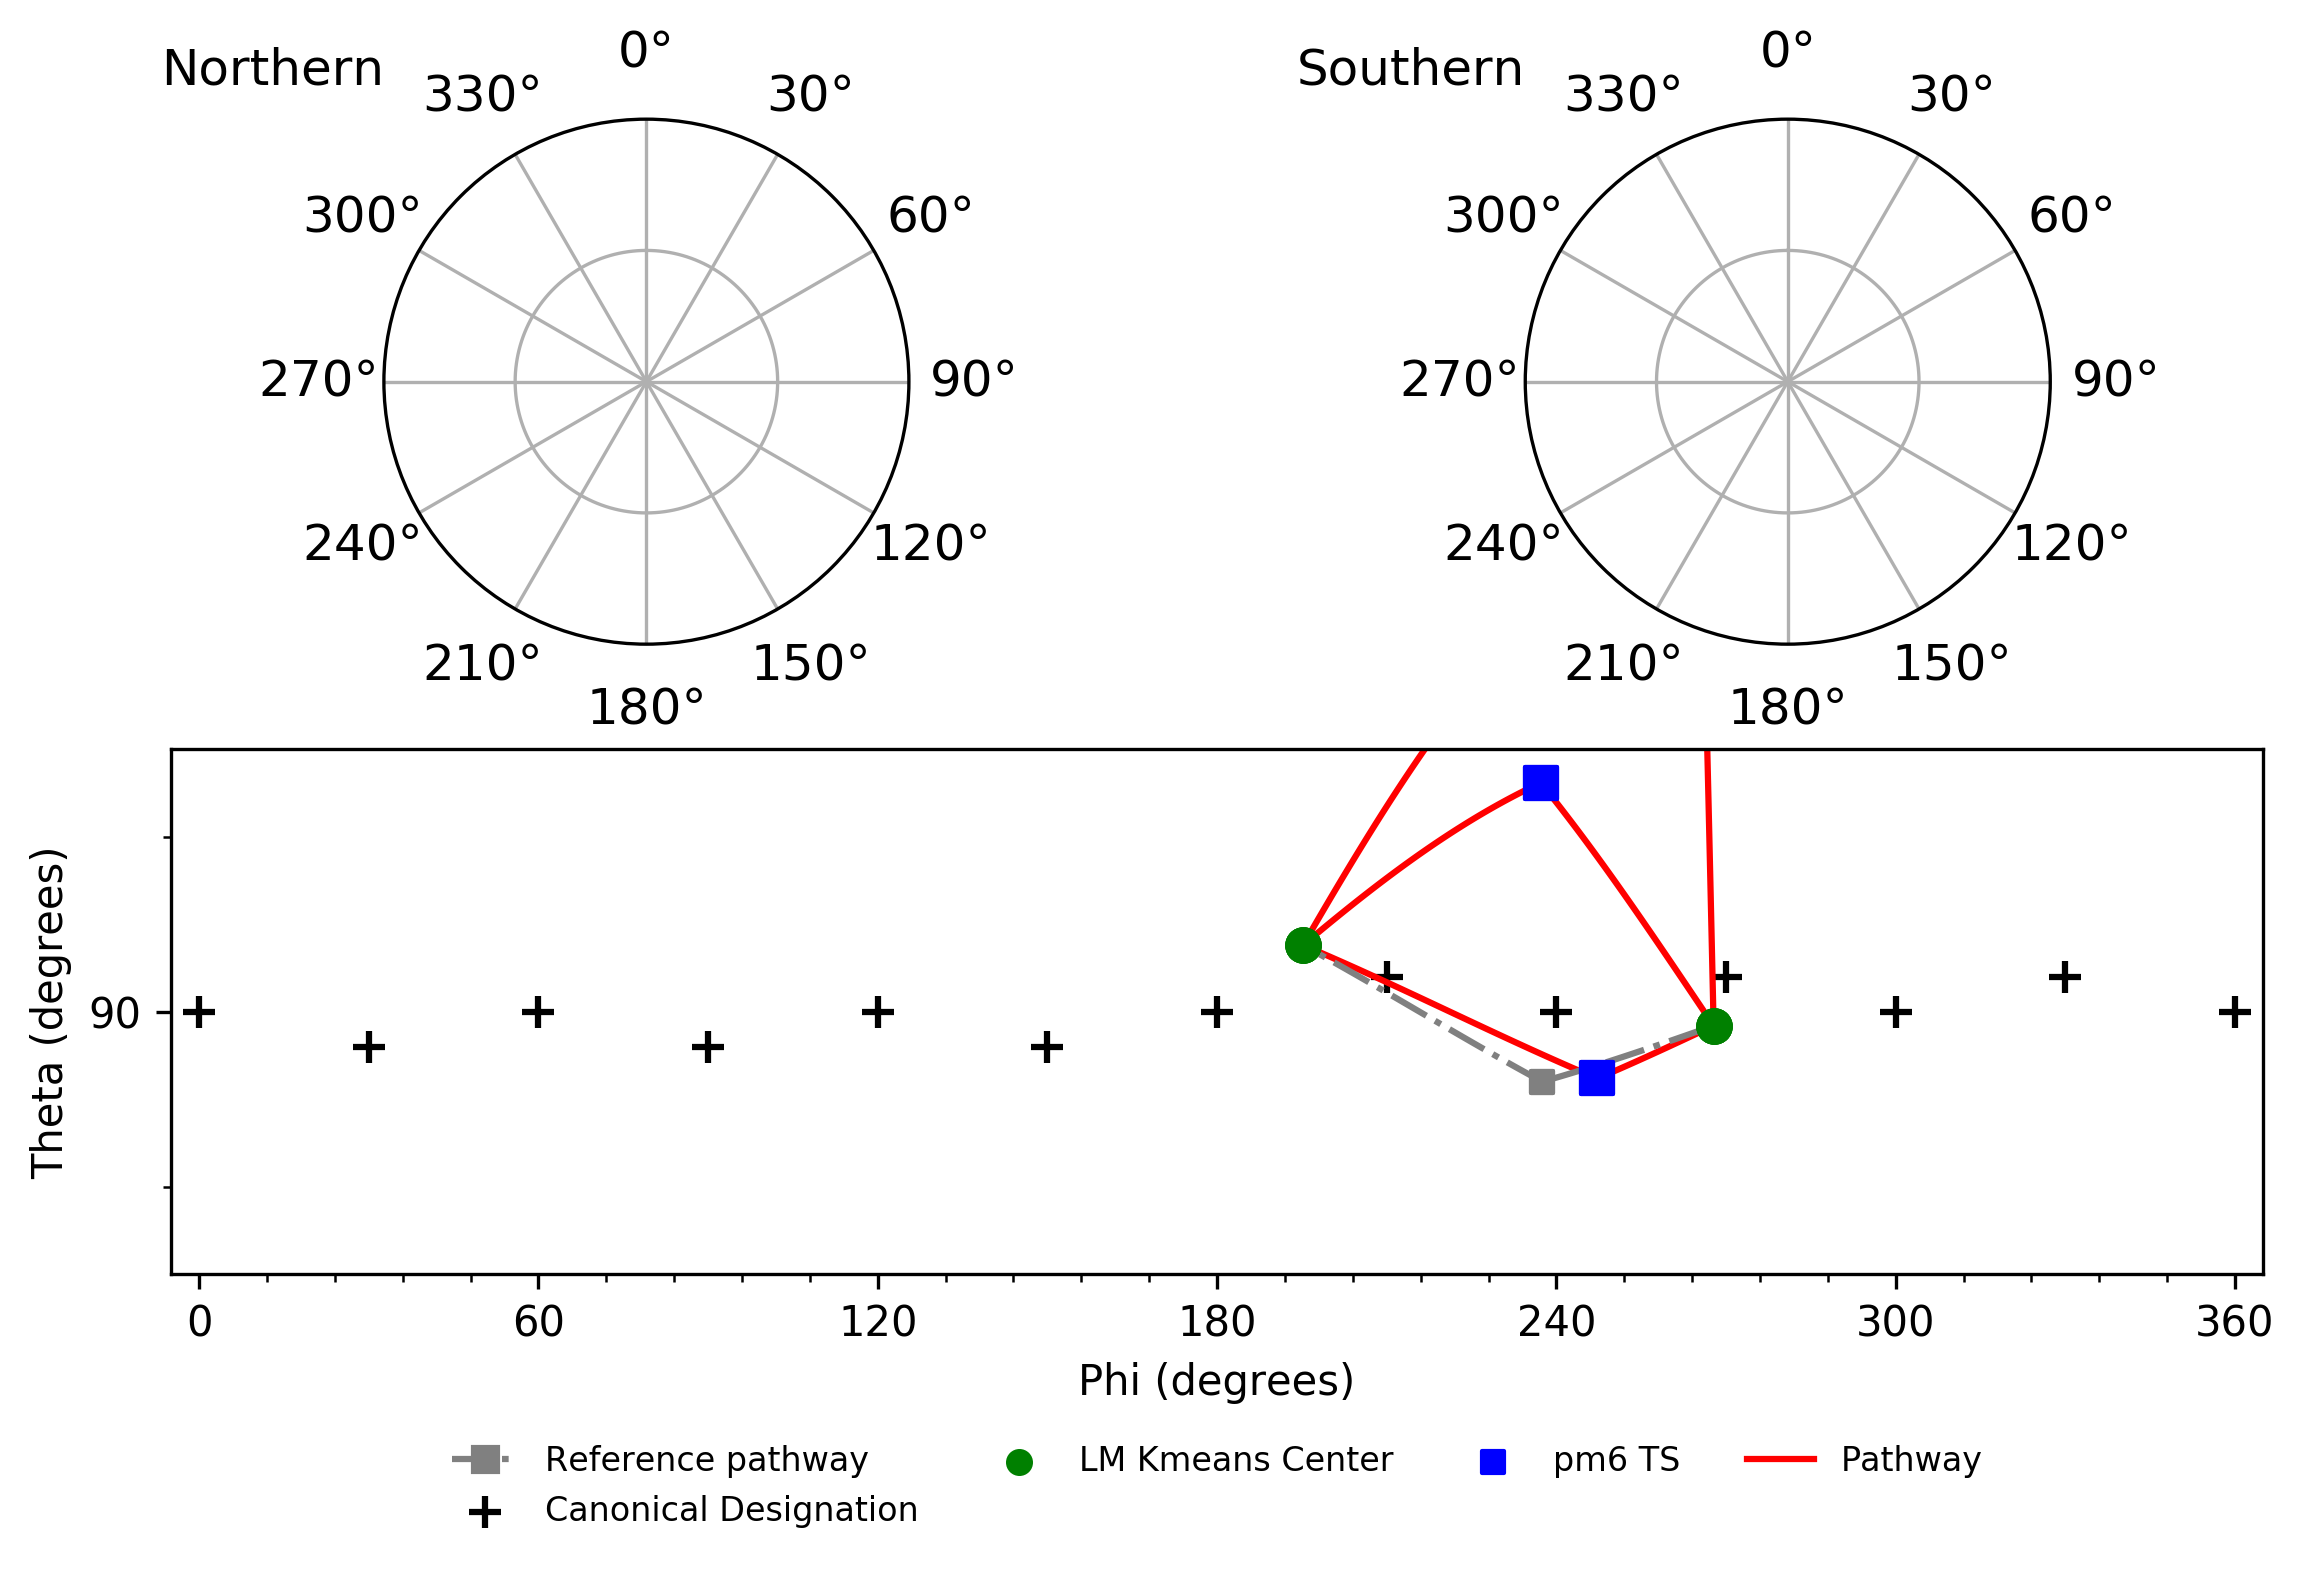 Northern
0°
330°
30°
300°
60°
270°
90°
240°
120°
210°
150°
180°
Southern
0°
330°
30°
300°
60°
270°
90°
240°
120°
210°
150°
180°
Theta (degrees)
90
0 60 120 180 240 300 360
Phi (degrees)
Reference pathway
Canonical Designation
LM Kmeans Center
pm6 TS
Pathway